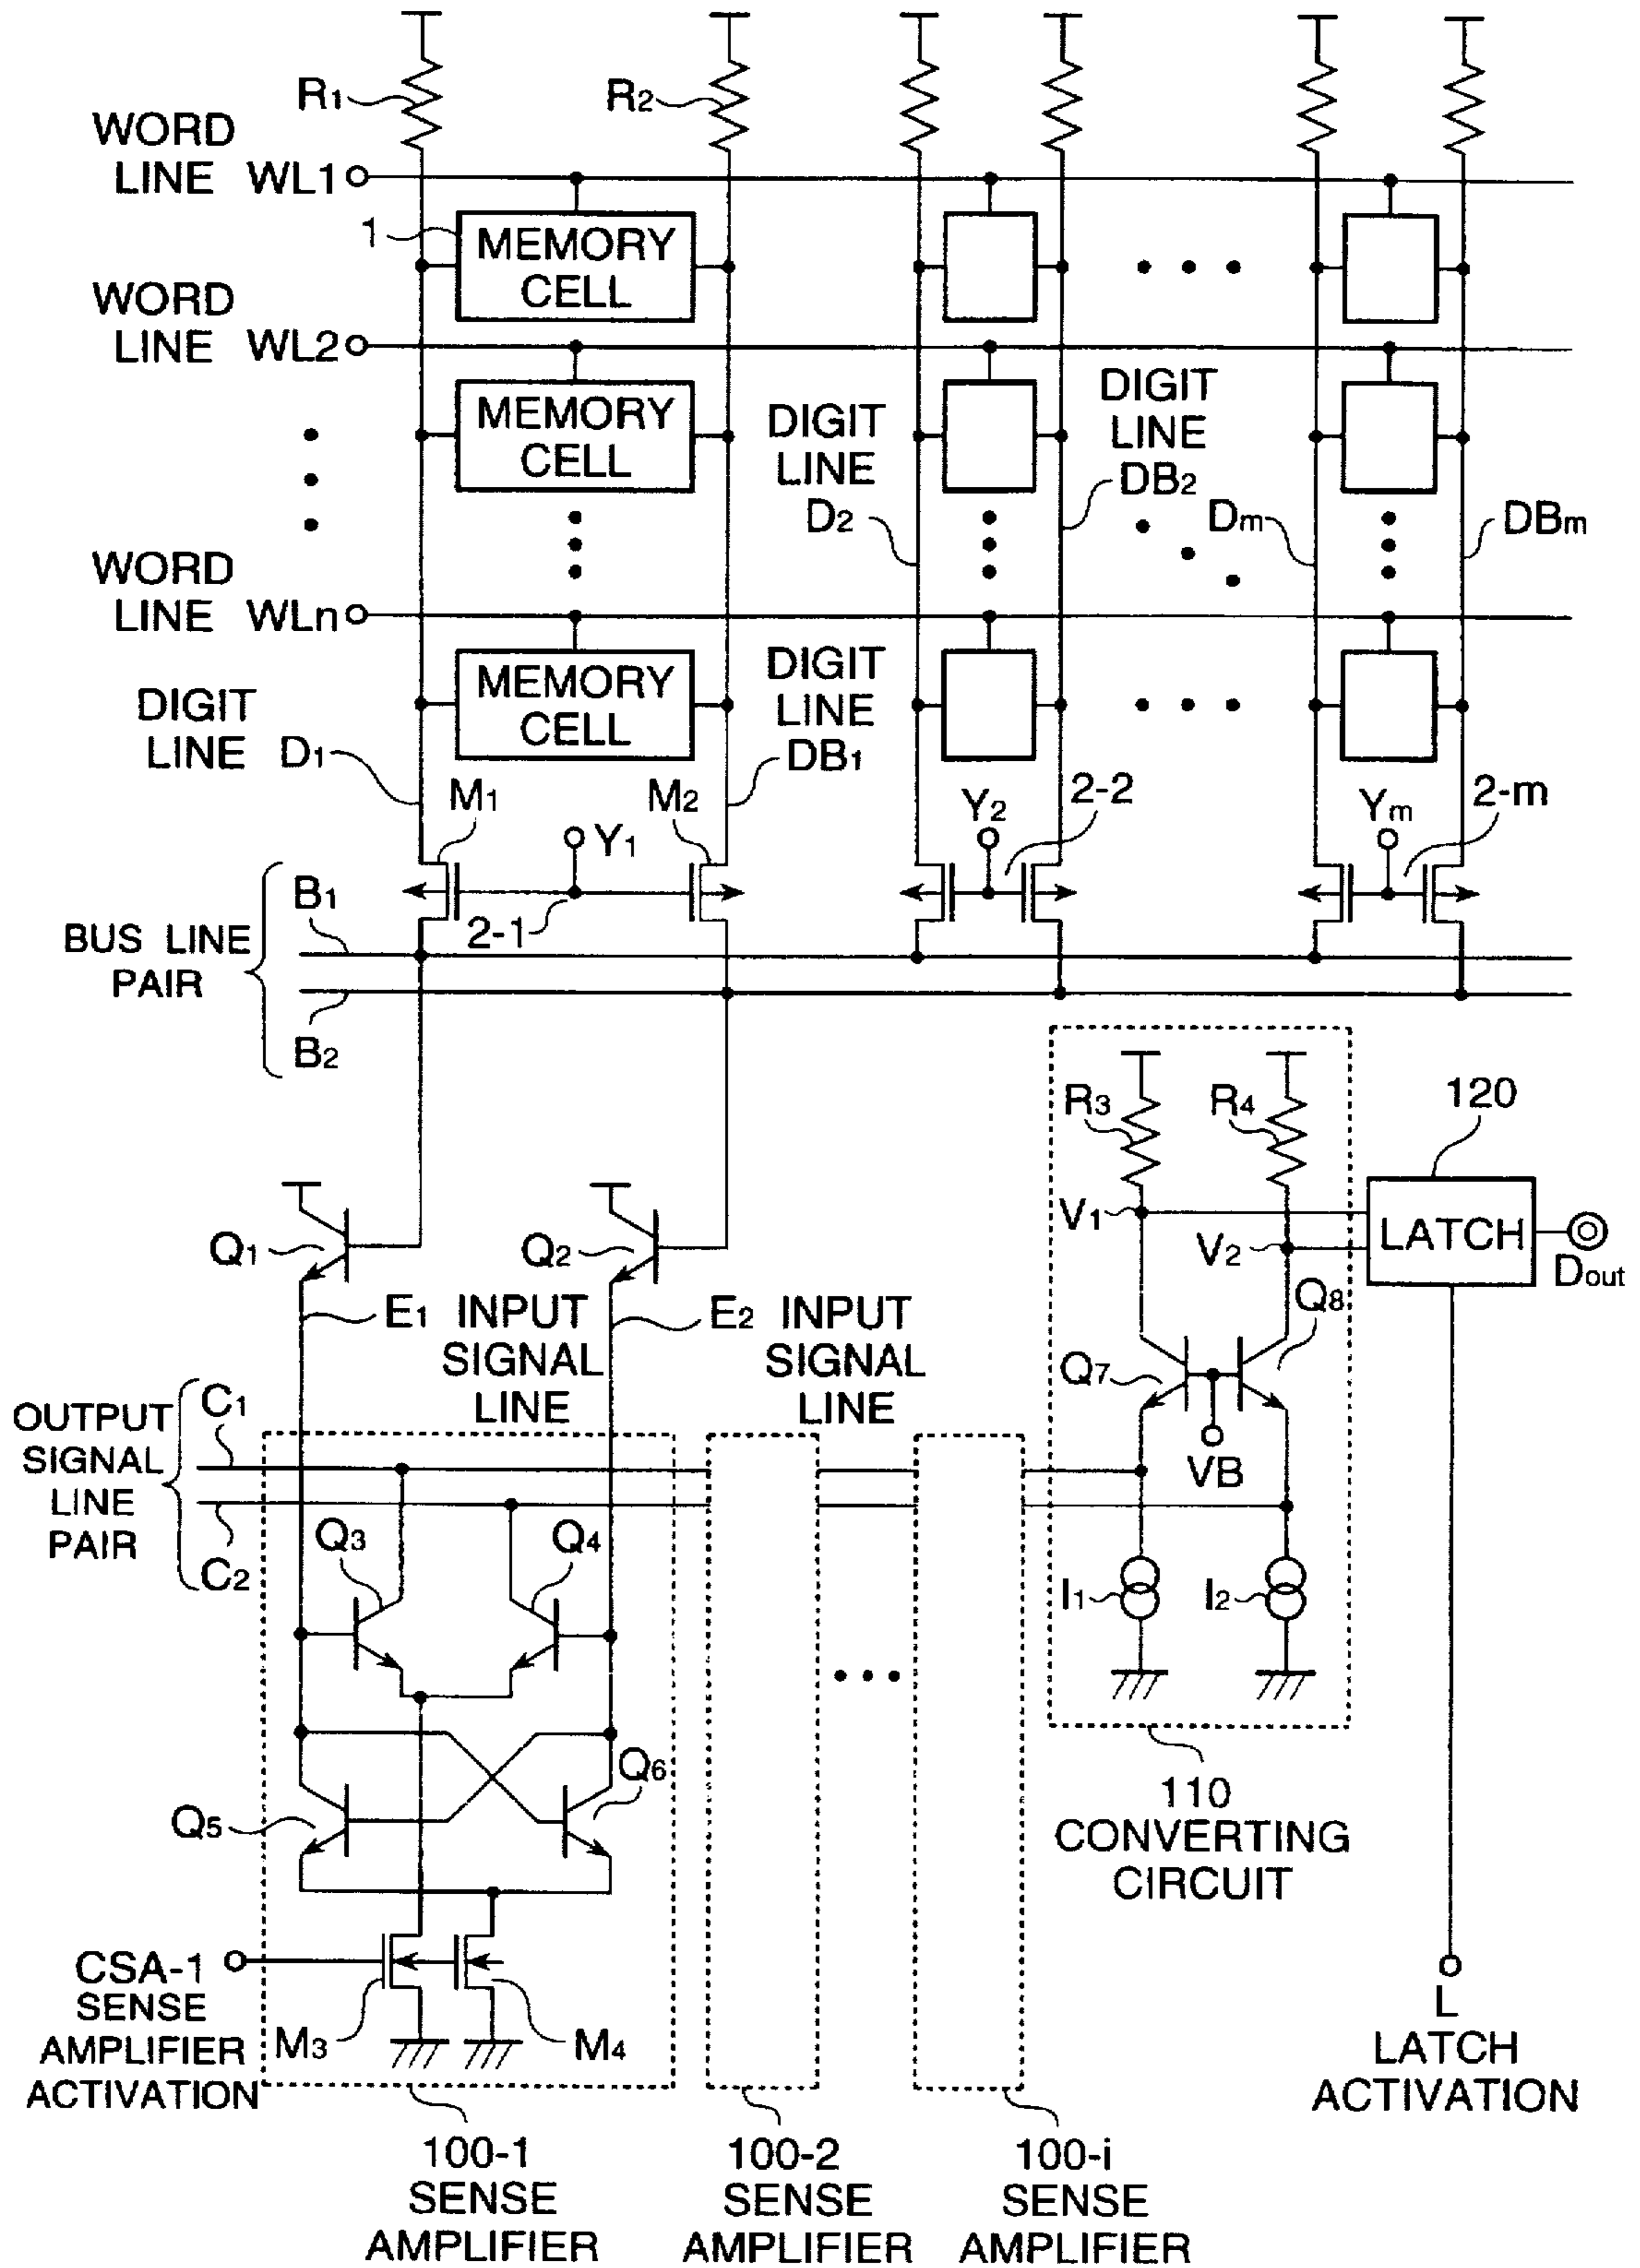 R1
R2
WORD
LINE WL1
1
MEMORY
CELL
WORD
LINE WL2
MEMORY
CELL
DIGIT
LINE
D2
DIGIT
LINE
DB2
Dm
DBm
WORD
LINE WLn
MEMORY
CELL
DIGIT
LINE D1
DIGIT
LINE
DB1
M1
M2
Y1
Y2
2-2
Ym
2-m
2-1
BUS LINE
PAIR
B1
B2
R3
R4
120
V1
V2
LATCH
Dout
Q1
Q2
E1 INPUT
SIGNAL
LINE
E2 INPUT
SIGNAL
LINE
Q7
Q8
VB
OUTPUT
SIGNAL
LINE
PAIR
C1
C2
Q3
Q4
I1
I2
Q5
Q6
110
CONVERTING
CIRCUIT
CSA-1
SENSE
AMPLIFIER
ACTIVATION
M3
M4
L
LATCH
ACTIVATION
100-1
SENSE
AMPLIFIER
100-2
SENSE
AMPLIFIER
100-i
SENSE
AMPLIFIER